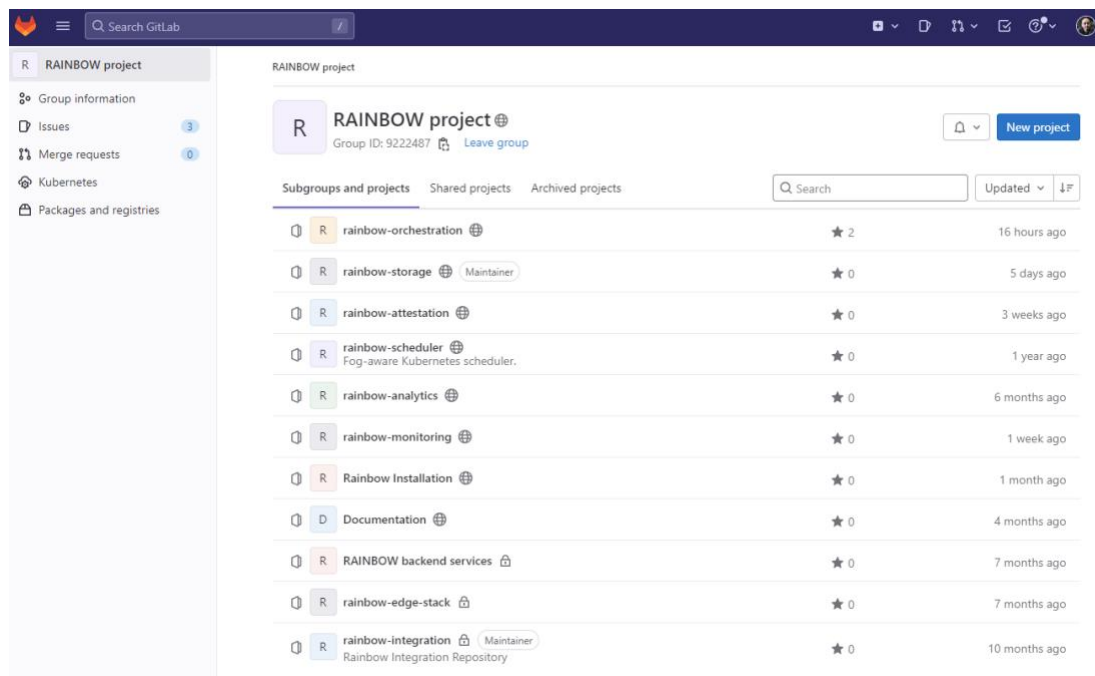 Search GitLab /
R RAINBOW project
Group information
Issues 3
Merge requests 0
Kubernetes
Packages and registries
RAINBOW project
R RAINBOW project
Group ID: 9222487 Leave group
New project
Subgroups and projects Shared projects Archived projects Search Updated
R rainbow-orchestration 2 16 hours ago
R rainbow-storage Maintainer 0 5 days ago
R rainbow-attestation 0 3 weeks ago
R rainbow-scheduler 0 1 year ago
Fog-aware Kubernetes scheduler.
R rainbow-analytics 0 6 months ago
R rainbow-monitoring 0 1 week ago
R Rainbow Installation 0 1 month ago
D Documentation 0 4 months ago
R RAINBOW backend services 0 7 months ago
R rainbow-edge-stack 0 7 months ago
R rainbow-integration Maintainer 0 10 months ago
Rainbow Integration Repository